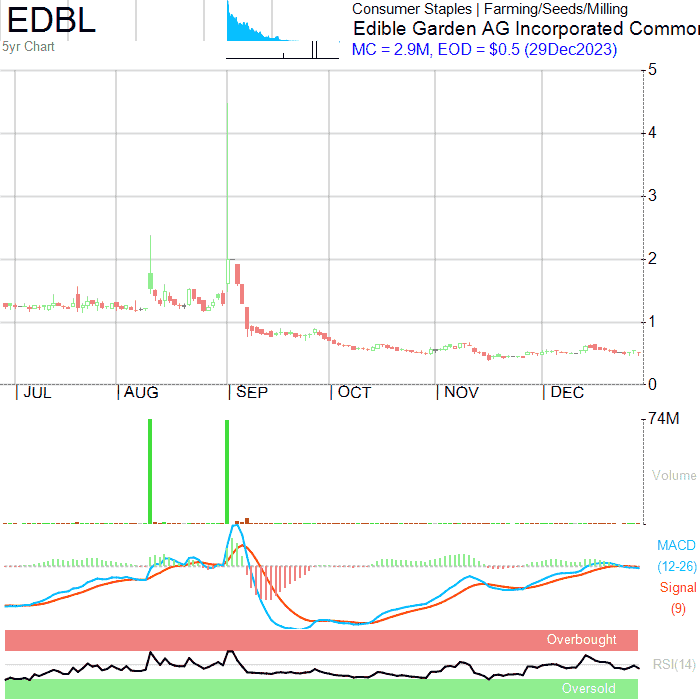 EDBL
5yr Chart
Consumer Staples | Farming/Seeds/Milling
Edible Garden AG Incorporated Common
MC = 2.9M, EOD = $0.5 (29Dec2023)
5
4
3
2
1
0
JUL AUG SEP OCT NOV DEC
74M
Volume
MACD
(12-26)
Signal
(9)
Overbought
RSI(14)
Oversold